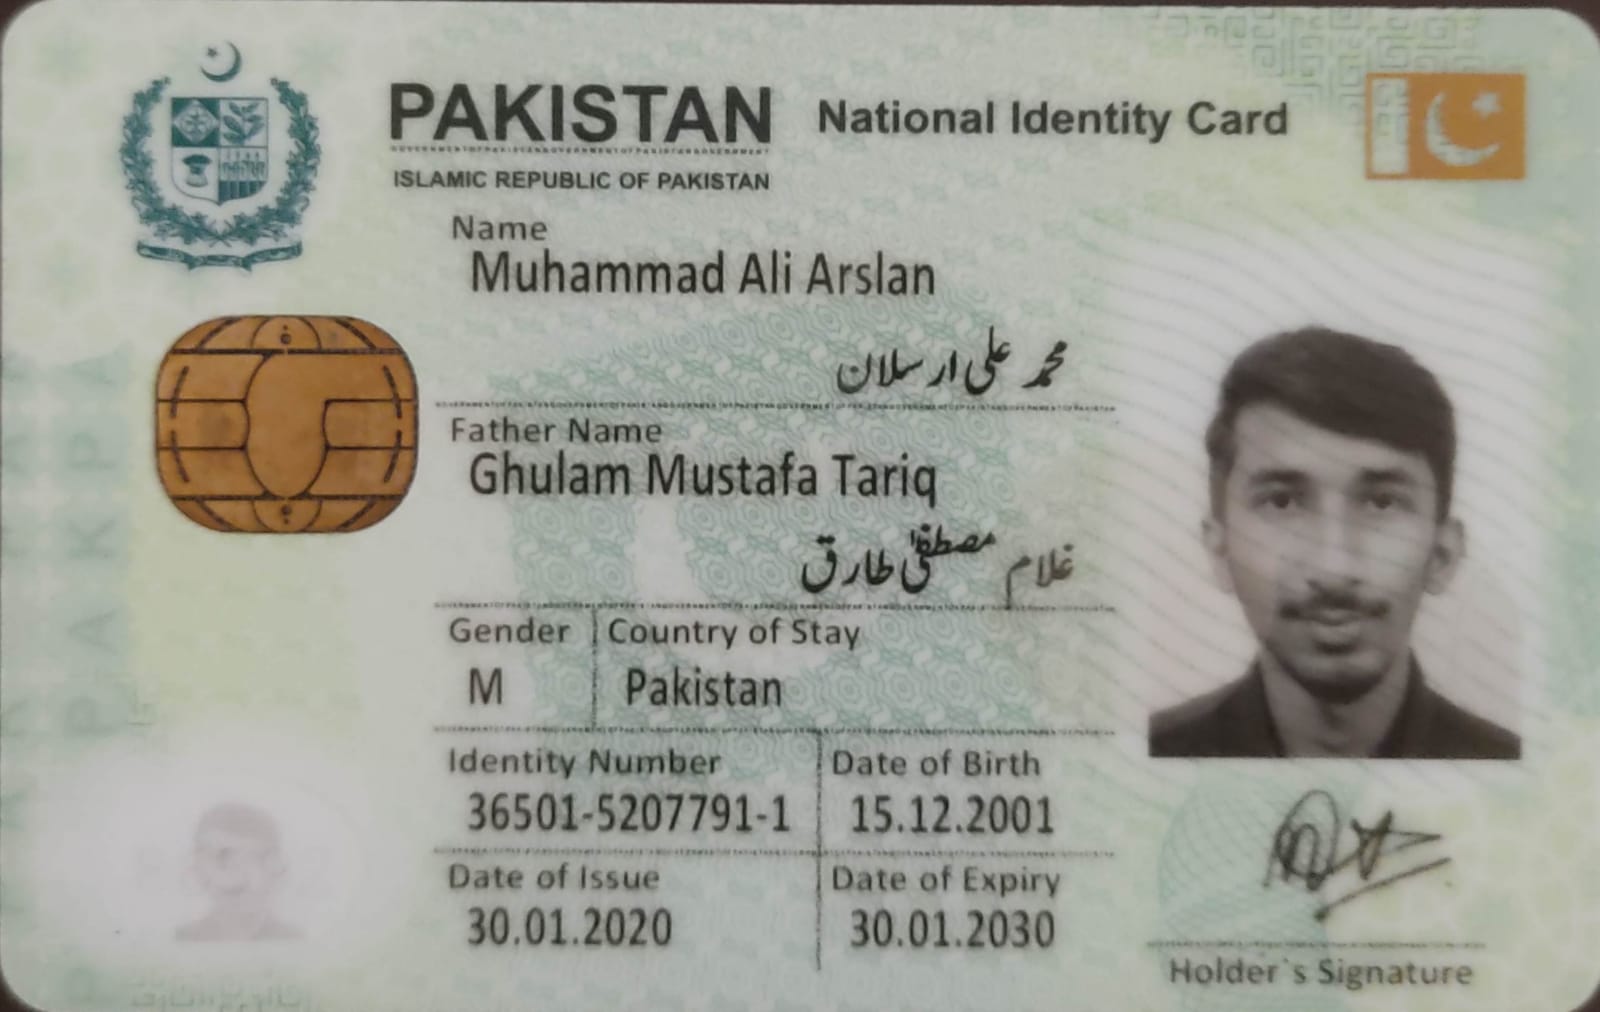 PAKISTAN National Identity Card
ISLAMIC REPUBLIC OF PAKISTAN
Name
Muhammad Ali Arslan
محمد علی ارسلان
Father Name
Ghulam Mustafa Tariq
غلام مصطفیٰ طارق
Gender Country of Stay
M Pakistan
Identity Number Date of Birth
36501-5207791-1 15.12.2001
Date of Issue Date of Expiry
30.01.2020 30.01.2030
Holder`s Signature